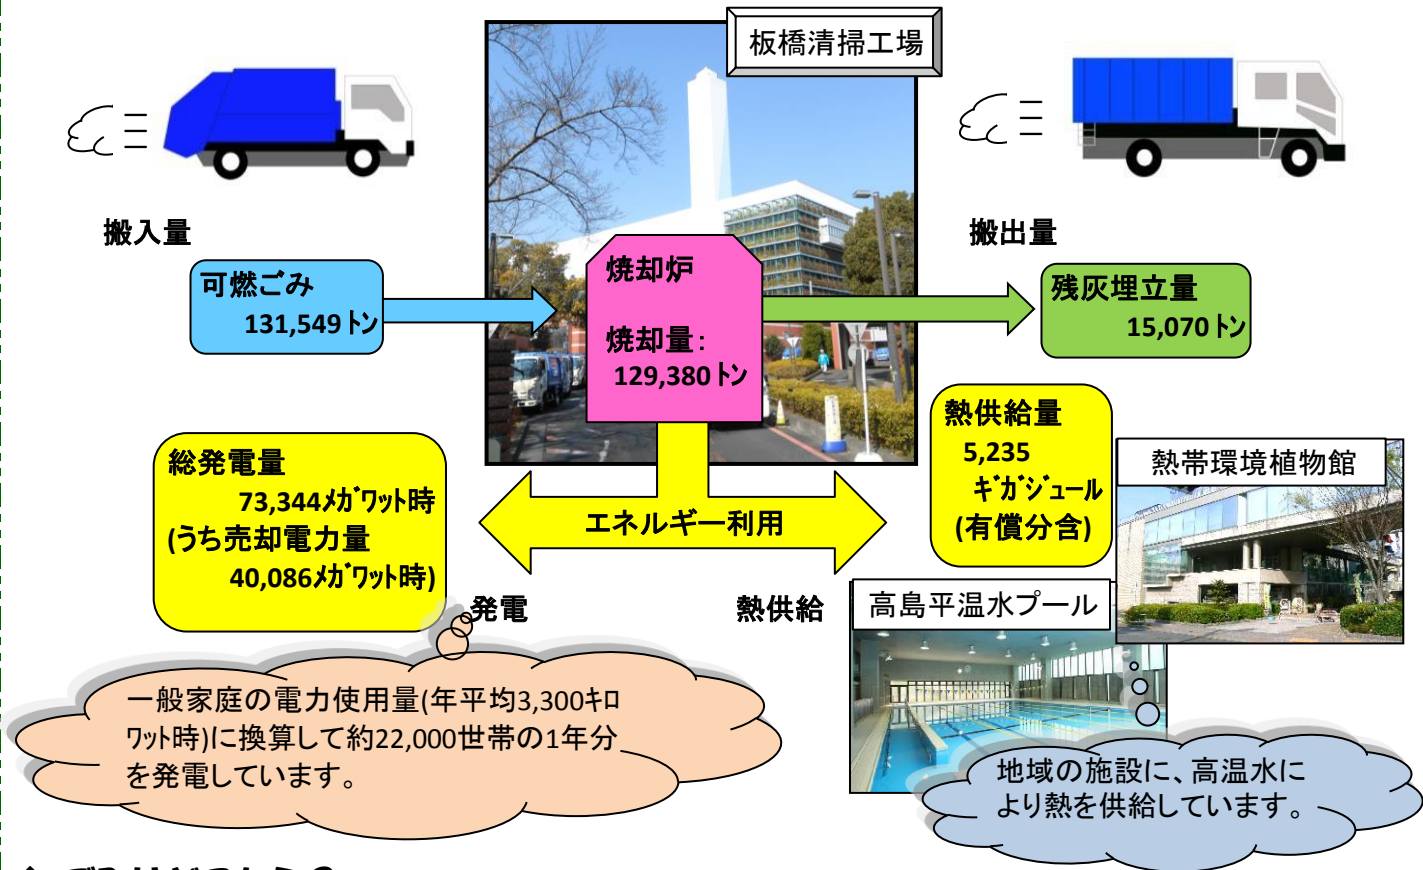 板橋清掃工場
搬入量
搬出量
可燃ごみ
131,549トン
焼却炉
焼却量:
129,380トン
残灰埋立量
15,070トン
総発電量
73,344メガワット時
(うち売却電力量
40,086メガワット時)
エネルギー利用
熱供給量
5,235
ギガジュール
(有償分含)
熱帯環境植物館
発電
熱供給
高島平温水プール
一般家庭の電力使用量(年平均3,300キロ
ワット時)に換算して約22,000世帯の1年分
を発電しています。
地域の施設に、高温水に
より熱を供給しています。